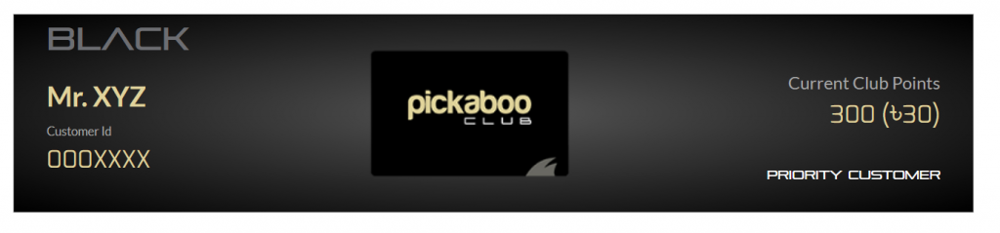 BLACK
Mr. XYZ
Customer Id
000XXXX
pickaboo
CLUB
Current Club Points
300 (৳30)
PRIORITY CUSTOMER